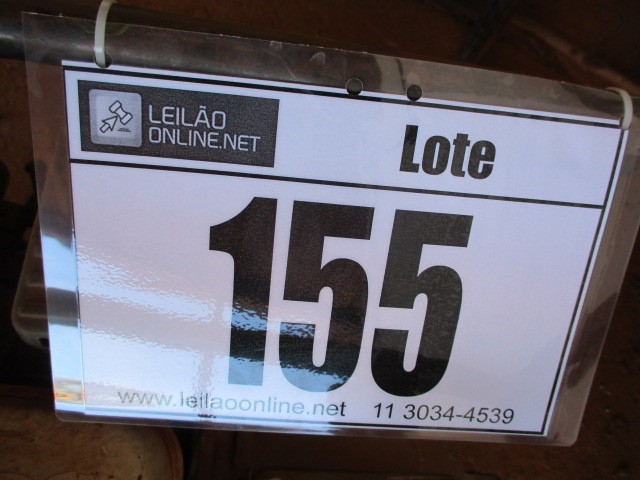 LEILÃO
ONLINE.NET
Lote
155
www.leilaoonline.net 11 3034-4539